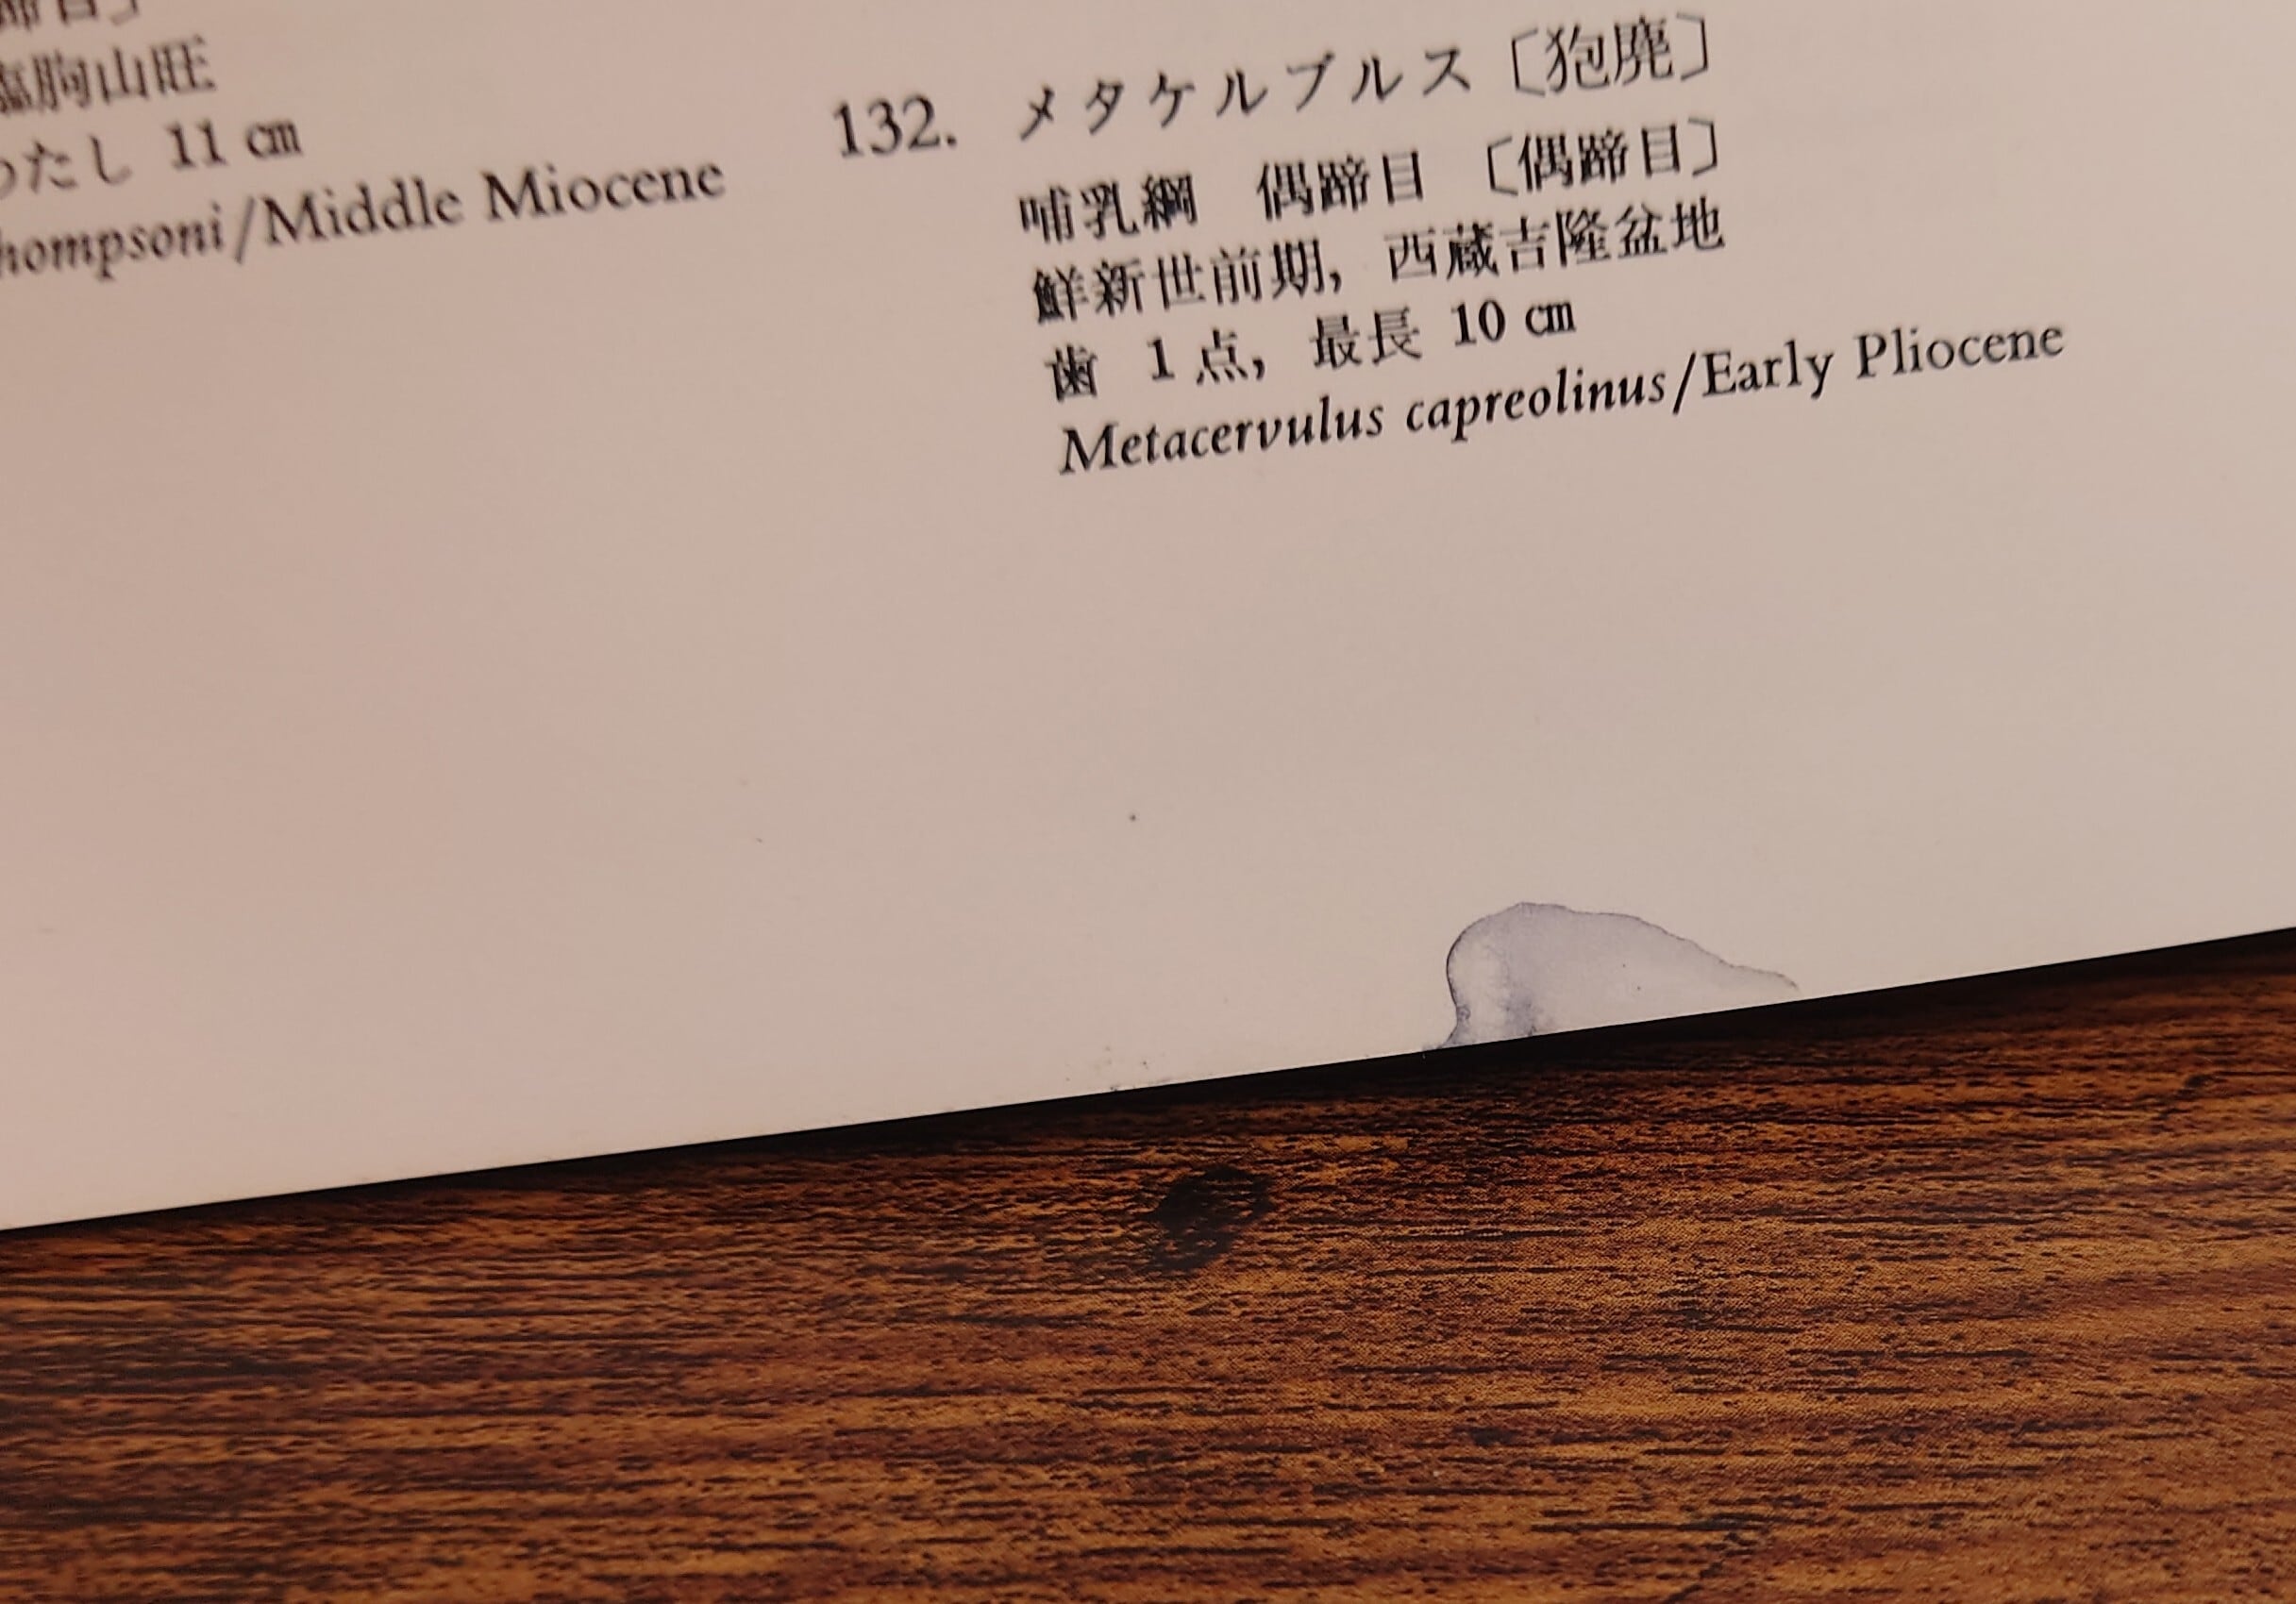 臨朐山旺
わたし 11 ㎝
hompsoni/Middle Miocene
132. メタケルブルス〔狍麂〕
哺乳綱 偶蹄目〔偶蹄目〕
鮮新世前期, 西蔵吉隆盆地
歯 1点, 最長 10 ㎝
Metacervulus capreolinus/Early Pliocene